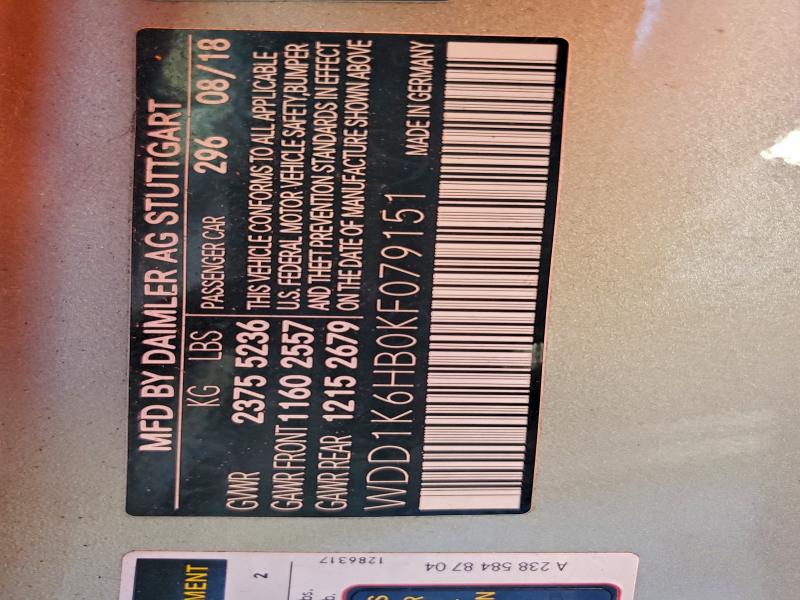 MFD BY DAIMLER AG STUTTGART
KG LBS PASSENGER CAR 296 08/18
GVWR 2375 5236 THIS VEHICLE CONFORMS TO ALL APPLICABLE
GAWR FRONT 1160 2557 U.S. FEDERAL MOTOR VEHICLE SAFETY, BUMPER
GAWR REAR 1215 2679 AND THEFT PREVENTION STANDARDS IN EFFECT
ON THE DATE OF MANUFACTURE SHOWN ABOVE
WDD1K6HB0KF079151 MADE IN GERMANY
MENT
2
1286317
A 238 584 87 04